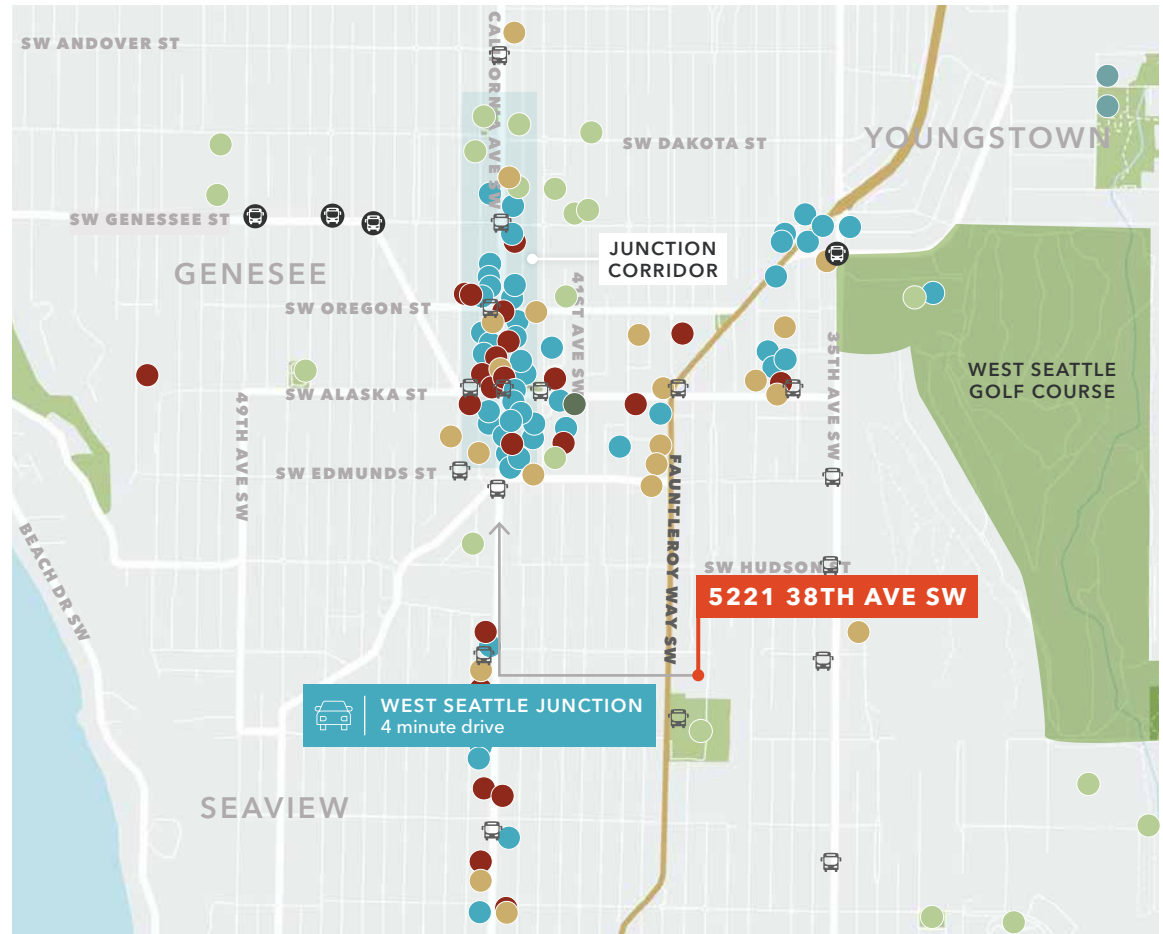 SW ANDOVER ST
CALIFORNIA AVE SW
SW DAKOTA ST
YOUNGSTOWN
SW GENESSEE ST
GENESEE
JUNCTION
CORRIDOR
SW OREGON ST
41ST AVE SW
35TH AVE SW
WEST SEATTLE
GOLF COURSE
SW ALASKA ST
49TH AVE SW
SW EDMUNDS ST
FAUNTLEROY WAY SW
BEACH DR SW
SW HUDSON ST
5221 38TH AVE SW
WEST SEATTLE JUNCTION
4 minute drive
SEAVIEW